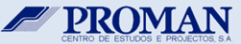 PROMAN
CENTRO DE ESTUDOS E PROJECTOS, S.A.